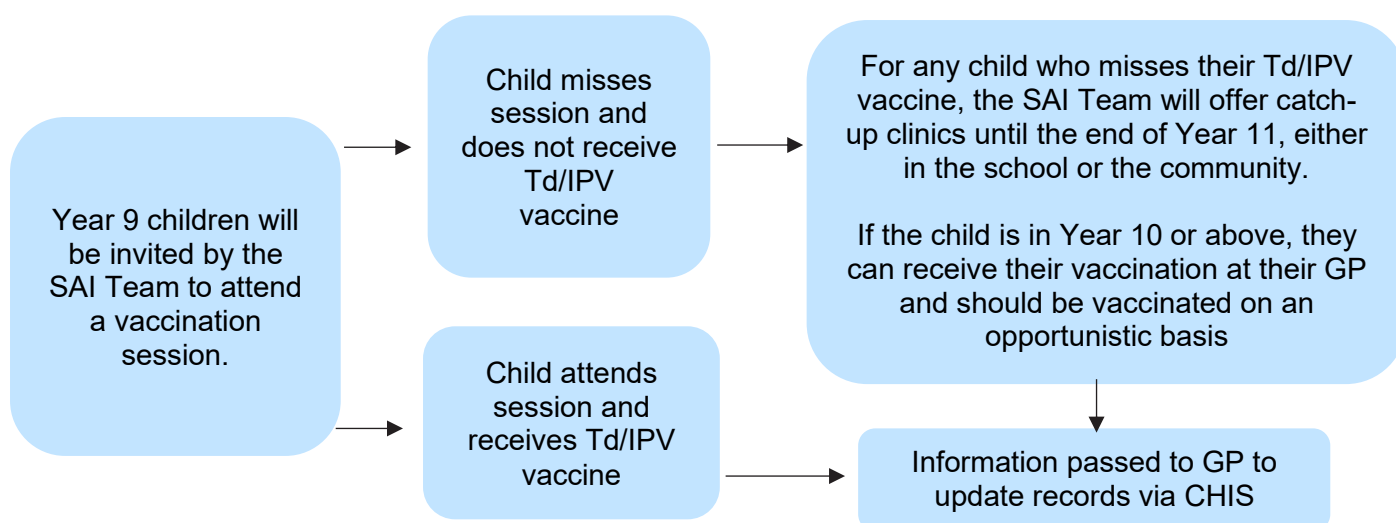 Year 9 children will
be invited by the
SAI Team to attend
a vaccination
session.
Child misses
session and
does not receive
Td/IPV
vaccine
For any child who misses their Td/IPV
vaccine, the SAI Team will offer catch-
up clinics until the end of Year 11, either
in the school or the community.
If the child is in Year 10 or above, they
can receive their vaccination at their GP
and should be vaccinated on an
opportunistic basis
Child attends
session and
receives Td/IPV
vaccine
Information passed to GP to
update records via CHIS